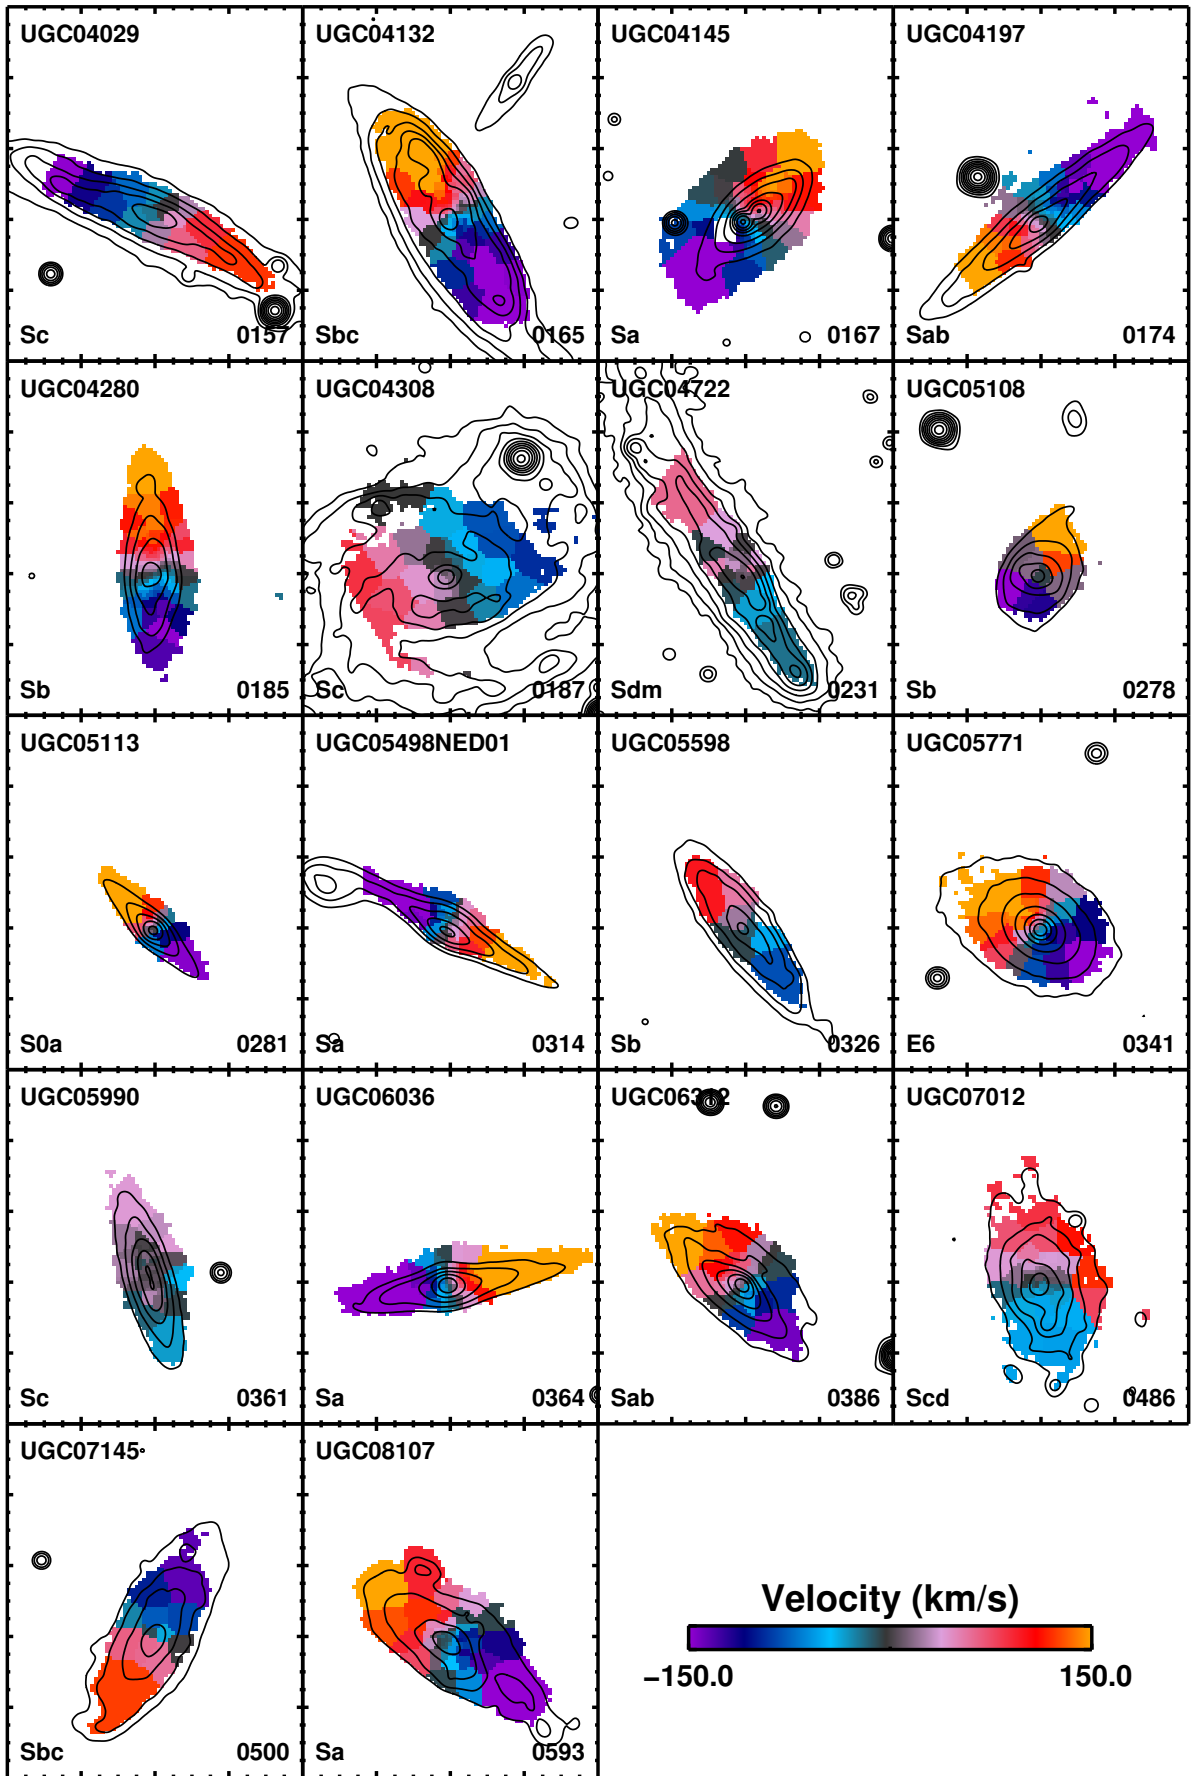 UGC04029 UGC04132 UGC04145 UGC04197
Sc 0157 Sbc 0165 Sa 0167 Sab 0174
UGC04280 UGC04308 UGC04722 UGC05108
Sb 0185 Sc 0187 Sdm 0231 Sb 0278
UGC05113 UGC05498NED01 UGC05598 UGC05771
S0a 0281 Sa 0314 Sb 0326 E6 0341
UGC05990 UGC06036 UGC07012
Sc 0361 Sa 0364 Sab 0386 Scd 0486
UGC07145 UGC08107
Velocity (km/s)
−150.0 150.0
Sbc 0500 Sa 0593